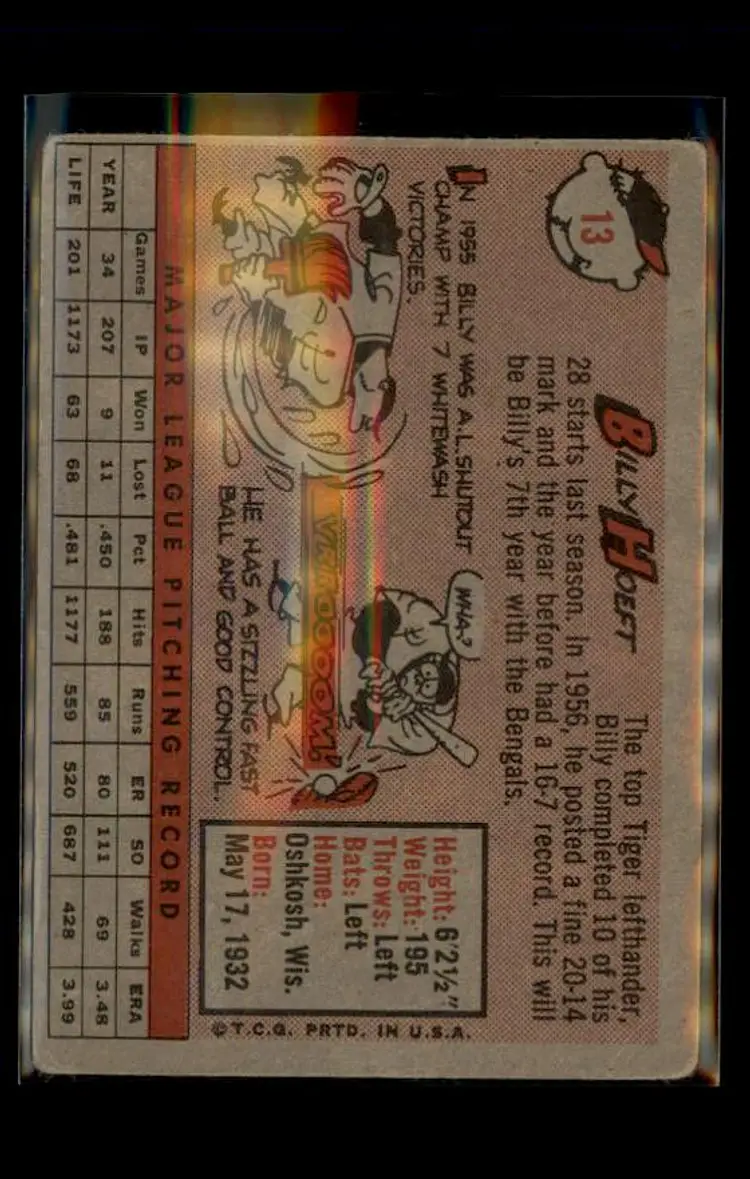 13
BILLY HOEFT
The top Tiger lefthander,
Billy completed 10 of his
28 starts last season. In 1956, he posted a fine 20-14
mark and the year before had a 16-7 record. This will
be Billy's 7th year with the Bengals.
IN 1955 BILLY WAS A.L. SHUTOUT
CHAMP WITH 7 WHITEWASH
VICTORIES.
WHA?
HE HAS A SIZZLING FAST
BALL AND GOOD CONTROL.
Height: 6'2½"
Weight: 195
Throws: Left
Bats: Left
Home:
Oshkosh, Wis.
Born:
May 17, 1932
©T.C.G. PRTD. IN U.S.A.
MAJOR LEAGUE PITCHING RECORD
Games IP Won Lost Pct Hits Runs ER SO Walks ERA
YEAR 34 207 9 11 .450 188 85 80 111 69 3.48
LIFE 201 1173 63 68 .481 1177 559 520 687 428 3.99